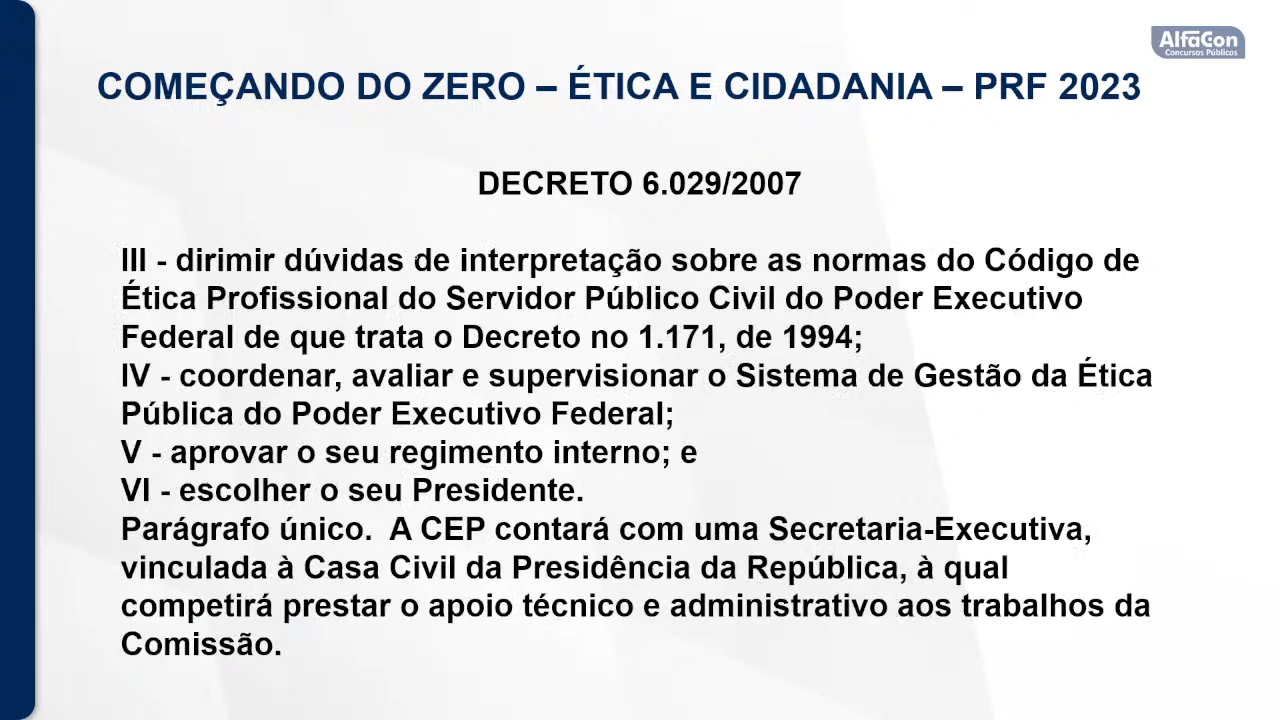 AlfaCon
Concursos Públicos
COMEÇANDO DO ZERO – ÉTICA E CIDADANIA – PRF 2023
DECRETO 6.029/2007
III - dirimir dúvidas de interpretação sobre as normas do Código de
Ética Profissional do Servidor Público Civil do Poder Executivo
Federal de que trata o Decreto no 1.171, de 1994;
IV - coordenar, avaliar e supervisionar o Sistema de Gestão da Ética
Pública do Poder Executivo Federal;
V - aprovar o seu regimento interno; e
VI - escolher o seu Presidente.
Parágrafo único.  A CEP contará com uma Secretaria-Executiva,
vinculada à Casa Civil da Presidência da República, à qual
competirá prestar o apoio técnico e administrativo aos trabalhos da
Comissão.